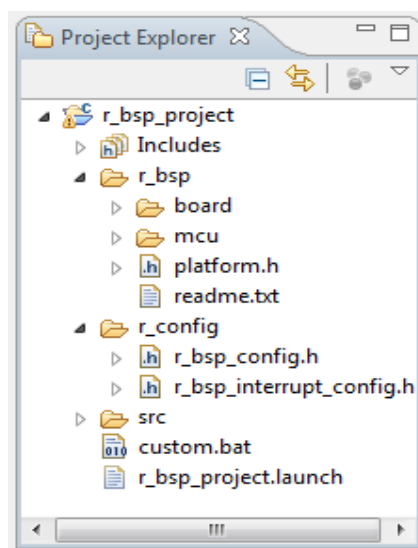 Project Explorer
r_bsp_project
Includes
r_bsp
board
mcu
platform.h
readme.txt
r_config
r_bsp_config.h
r_bsp_interrupt_config.h
src
custom.bat
r_bsp_project.launch